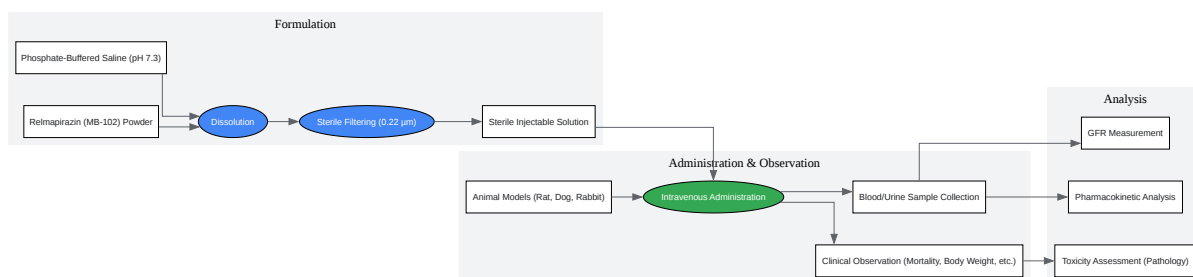 Formulation
Phosphate-Buffered Saline (pH 7.3)
Relmapirazin (MB-102) Powder
Dissolution
Sterile Filtering (0.22 µm)
Sterile Injectable Solution
Administration & Observation
Animal Models (Rat, Dog, Rabbit)
Intravenous Administration
Blood/Urine Sample Collection
Clinical Observation (Mortality, Body Weight, etc.)
Analysis
GFR Measurement
Pharmacokinetic Analysis
Toxicity Assessment (Pathology)